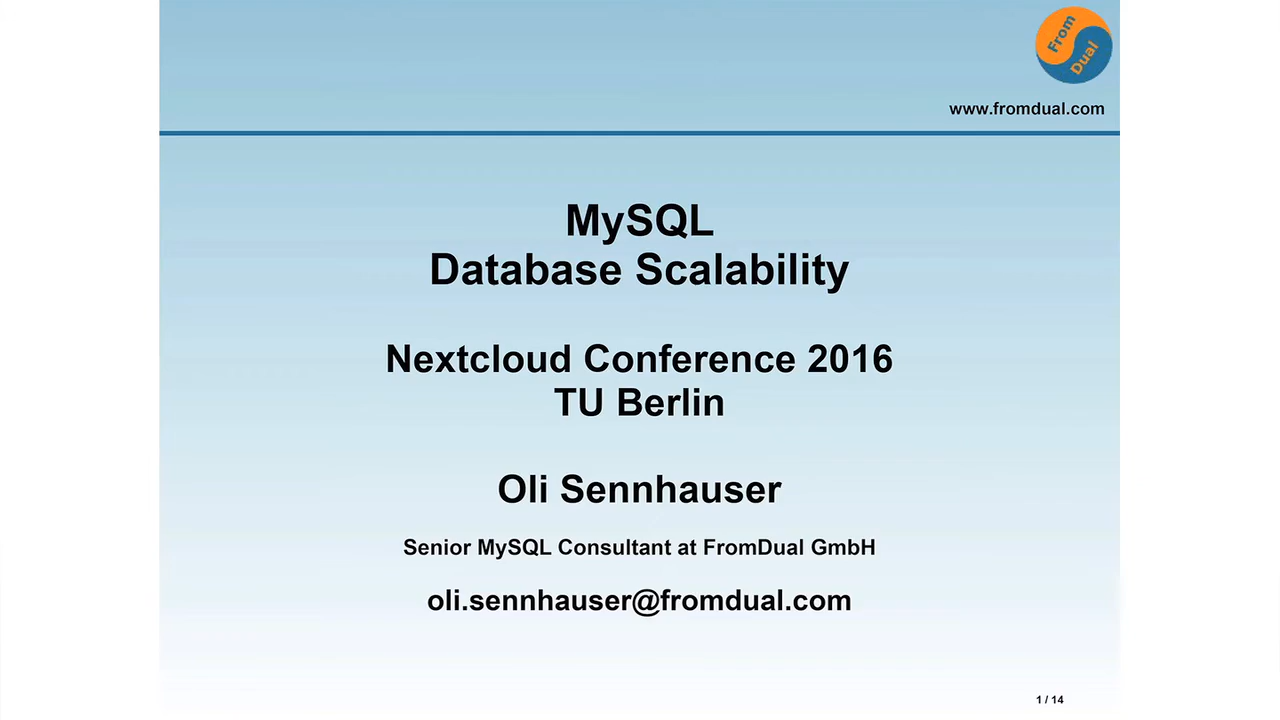 From
Dual
www.fromdual.com
MySQL
Database Scalability
Nextcloud Conference 2016
TU Berlin
Oli Sennhauser
Senior MySQL Consultant at FromDual GmbH
oli.sennhauser@fromdual.com
1 / 14